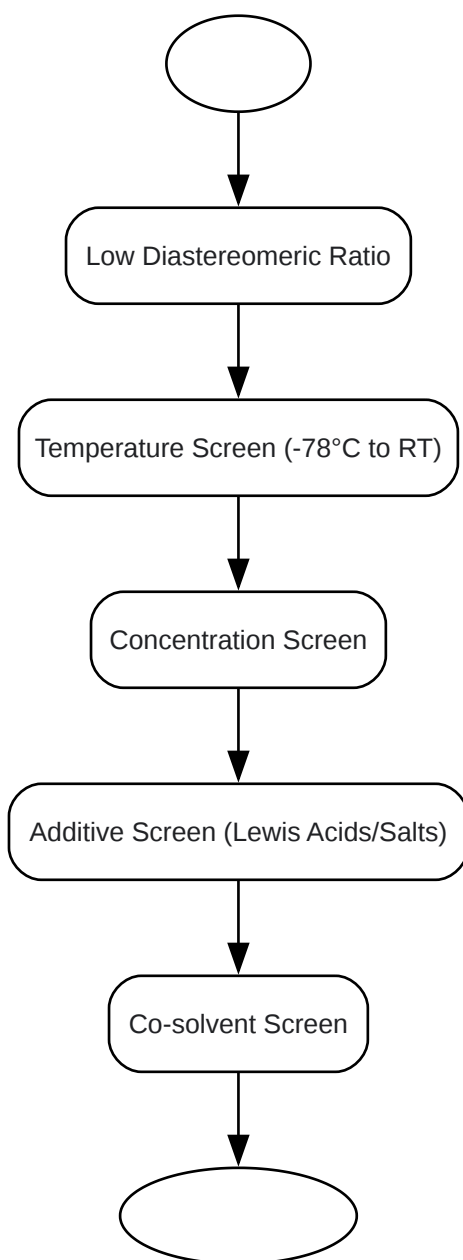 Low Diastereomeric Ratio
Temperature Screen (-78°C to RT)
Concentration Screen
Additive Screen (Lewis Acids/Salts)
Co-solvent Screen